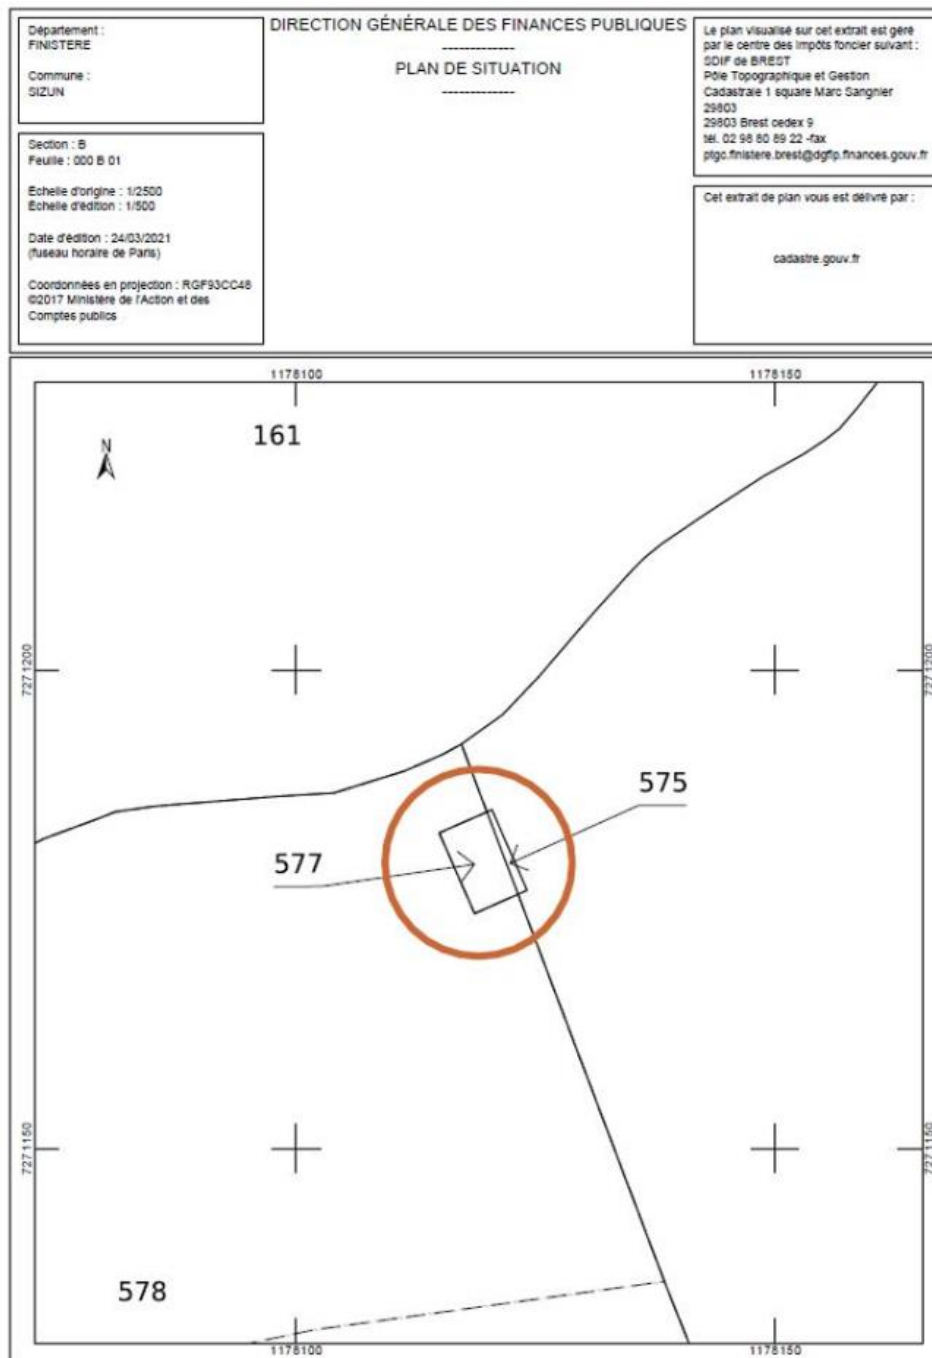 Département :
FINISTERE
Commune :
SIZUN
Section : B
Feuille : 000 B 01
Échelle d'origine : 1/2500
Échelle d'édition : 1/500
Date d'édition : 24/03/2021
(fuseau horaire de Paris)
Coordonnées en projection : RGF93CC48
©2017 Ministère de l'Action et des
Comptes publics
DIRECTION GÉNÉRALE DES FINANCES PUBLIQUES
-------------
PLAN DE SITUATION
-------------
Le plan visualisé sur cet extrait est géré
par le centre des impôts foncier suivant :
SDIF de BREST
Pôle Topographique et Gestion
Cadastrale 1 square Marc Sangnier
29803
29803 Brest cedex 9
tél. 02 98 80 89 22 -fax
ptgc.finistere.brest@dgfip.finances.gouv.fr
Cet extrait de plan vous est délivré par :
cadastre.gouv.fr
1178100
1178150
161
N
7271200
7271200
575
577
7271150
7271150
578
1178100
1178150